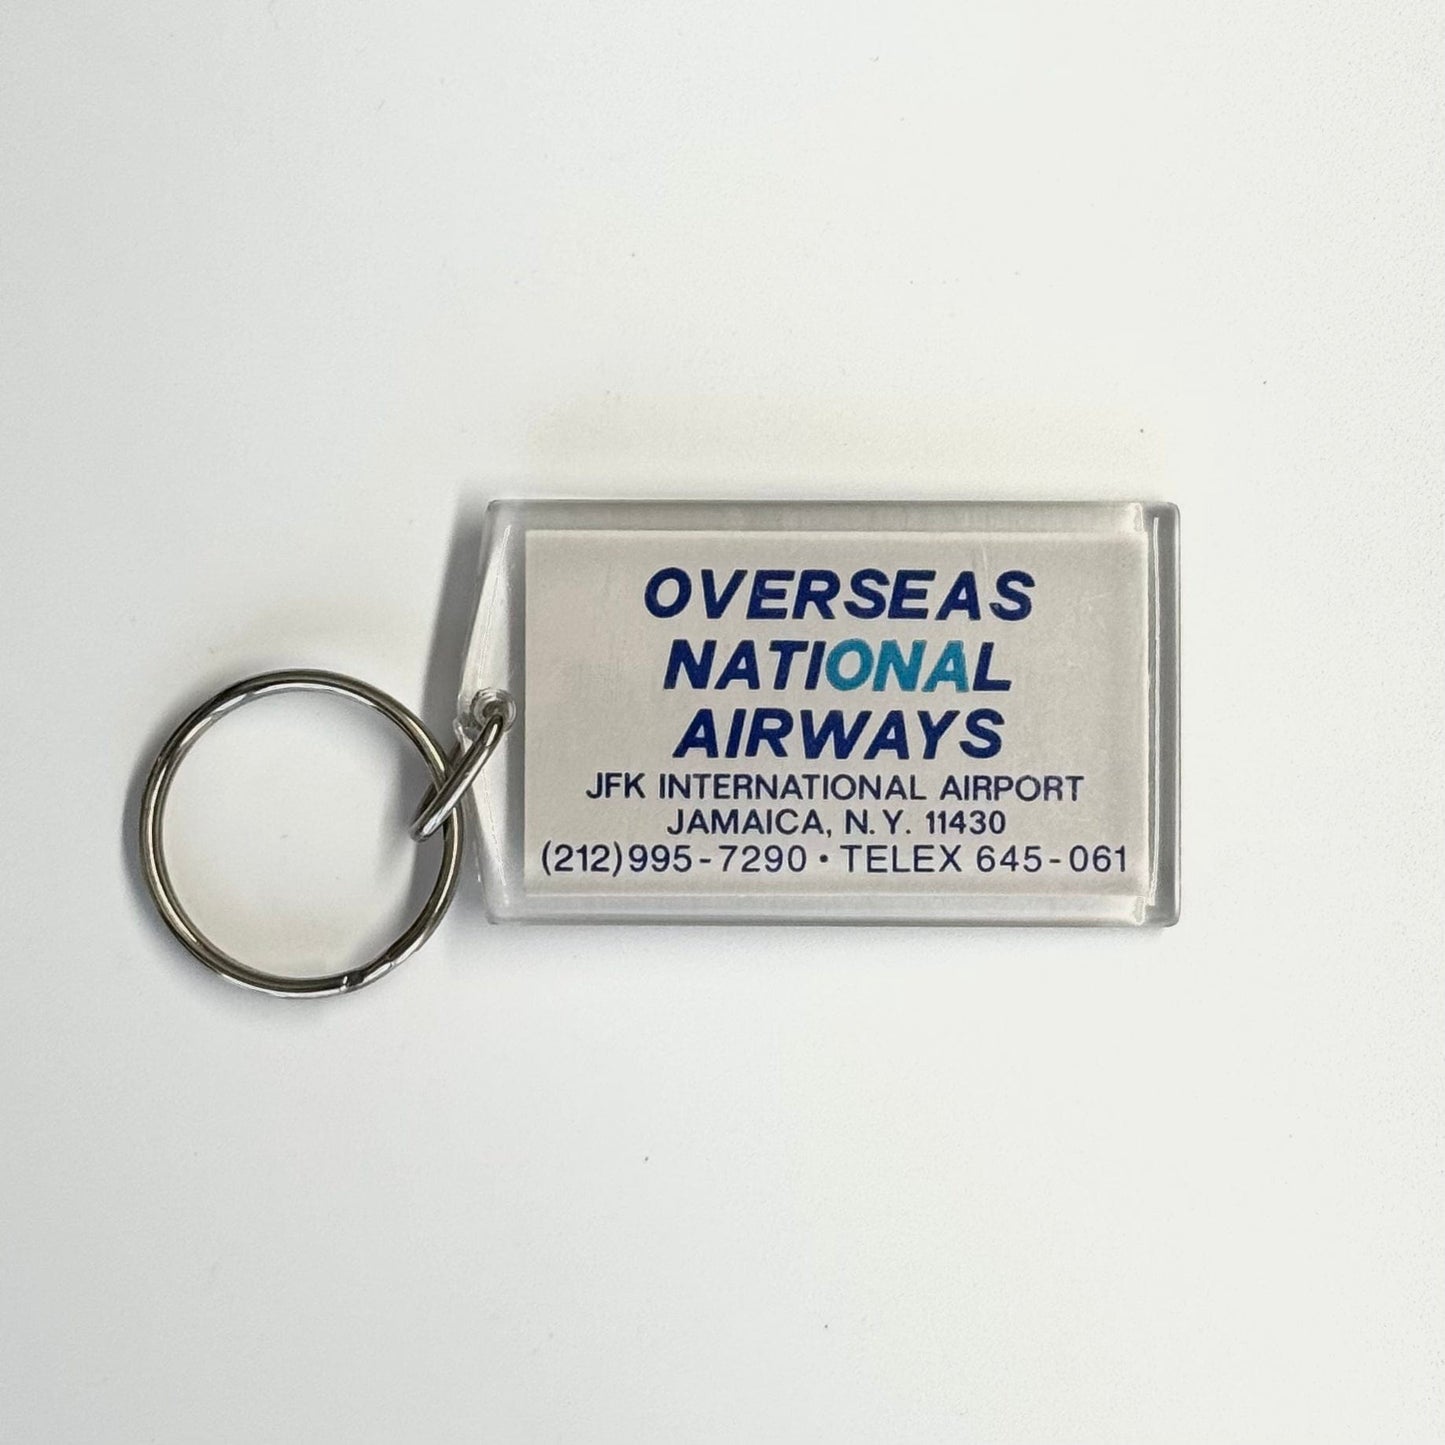 OVERSEAS
NATIONAL
AIRWAYS
JFK INTERNATIONAL AIRPORT
JAMAICA, N.Y. 11430
(212)995-7290 • TELEX 645-061